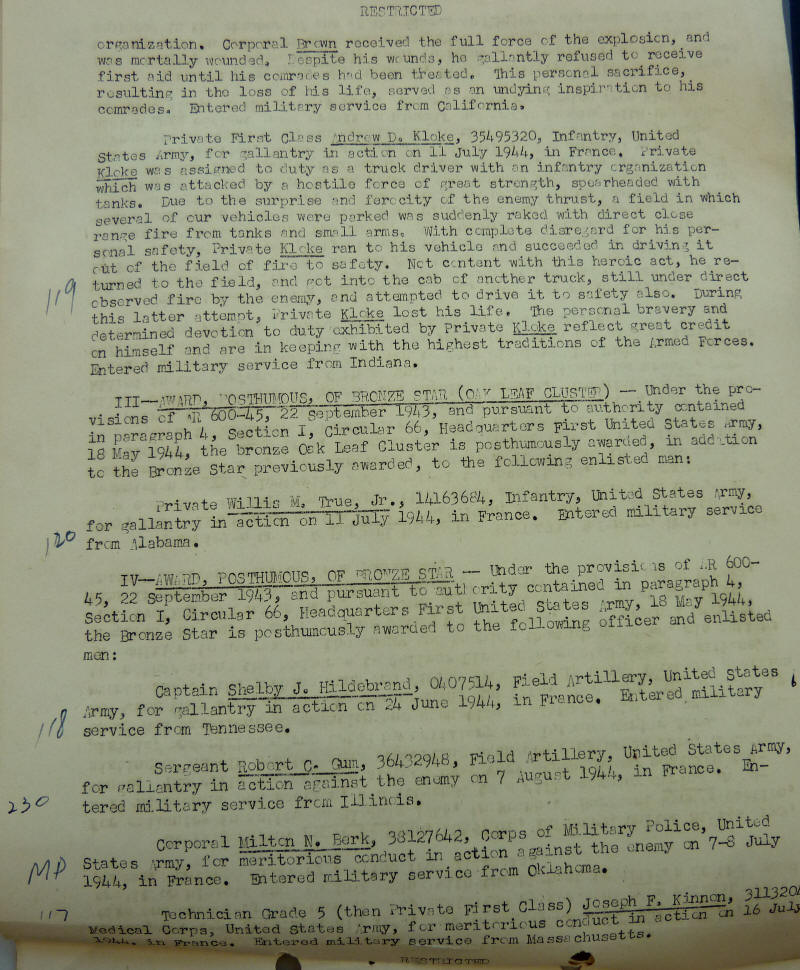 RESTRICTED
organization. Corporal Brown received the full force of the explosion, and
was mortally wounded. Despite his wounds, he gallantly refused to receive
first aid until his comrades had been treated. This personal sacrifice,
resulting in the loss of his life, served as an undying inspiration to his
comrades. Entered military service from California.
Private First Class Andrew D. Kloke, 35495320, Infantry, United
States Army, for gallantry in action on 11 July 1944, in France. Private
Kloke was assigned to duty as a truck driver with an infantry organization
which was attacked by a hostile force of great strength, spearheaded with
tanks. Due to the surprise and ferocity of the enemy thrust, a field in which
several of our vehicles were parked was suddenly raked with direct close
range fire from tanks and small arms. With complete disregard for his per-
sonal safety, Private Kloke ran to his vehicle and succeeded in driving it
out of the field of fire to safety. Not content with this heroic act, he re-
turned to the field, and got into the cab of another truck, still under direct
observed fire by the enemy, and attempted to drive it to safety also. During
this latter attempt, Private Kloke lost his life. The personal bravery and
determined devotion to duty exhibited by Private Kloke reflect great credit
on himself and are in keeping with the highest traditions of the Armed Forces.
Entered military service from Indiana.
119
III—AWARD, POSTHUMOUS, OF BRONZE STAR (OAK LEAF CLUSTER) — Under the pro-
visions of AR 600-45, 22 September 1943, and pursuant to authority contained
in paragraph 4, Section I, Circular 66, Headquarters First United States Army,
18 May 1944, the bronze Oak Leaf Cluster is posthumously awarded, in addition
to the Bronze Star previously awarded, to the following enlisted man:
Private Willis M. True, Jr., 14163684, Infantry, United States Army,
for gallantry in action on 11 July 1944, in France. Entered military service
from Alabama.
120
IV—AWARD, POSTHUMOUS, OF BRONZE STAR — Under the provisions of AR 600-
45, 22 September 1943, and pursuant to authority contained in paragraph 4,
Section I, Circular 66, Headquarters First United States Army, 18 May 1944,
the Bronze Star is posthumously awarded to the following officer and enlisted
men:
Captain Shelby J. Hildebrand, 0407514, Field Artillery, United States
Army, for gallantry in action on 24 June 1944, in France. Entered military
service from Tennessee.
118
Sergeant Robert C. Gum, 36432948, Field Artillery, United States Army,
for gallantry in action against the enemy on 7 August 1944, in France. En-
tered military service from Illinois.
230
Corporal Milton N. Berk, 38127642, Corps of Military Police, United
States Army, for meritorious conduct in action against the enemy on 7-8 July
1944, in France. Entered military service from Oklahoma.
MP
Technician Grade 5 (then Private First Class) Joseph F. Kinnon,
Medical Corps, United States Army, for meritorious conduct in action on 16 July
1944, in France. Entered military service from Massachusetts.
117
RESTRICTED